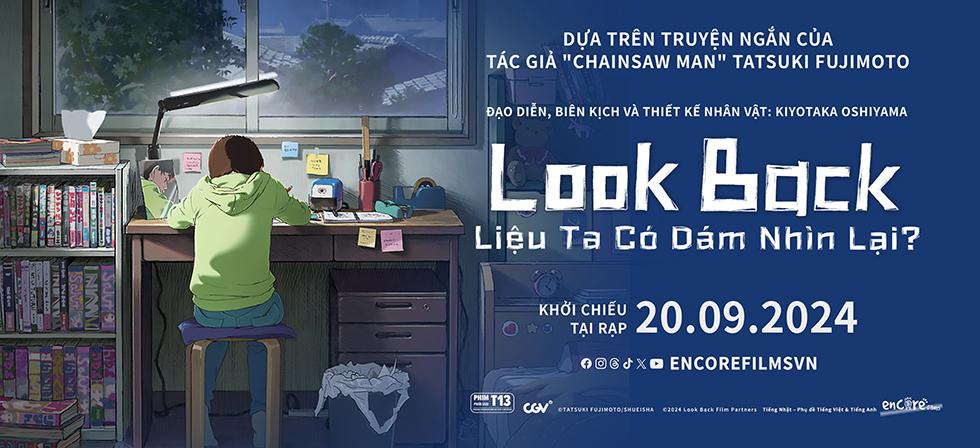 DỰA TRÊN TRUYỆN NGẮN CỦA
TÁC GIẢ "CHAINSAW MAN" TATSUKI FUJIMOTO
ĐẠO DIỄN, BIÊN KỊCH VÀ THIẾT KẾ NHÂN VẬT: KIYOTAKA OSHIYAMA
Look Back
Liệu Ta Có Dám Nhìn Lại?
KHỞI CHIẾU
TẠI RẠP
20.09.2024
ENCOREFILMSVN
PHIM T13
CGV
©TATSUKI FUJIMOTO/SHUEISHA
©2024 Look Back Film Partners
Tiếng Nhật – Phụ đề Tiếng Việt & Tiếng Anh
encore FILMS